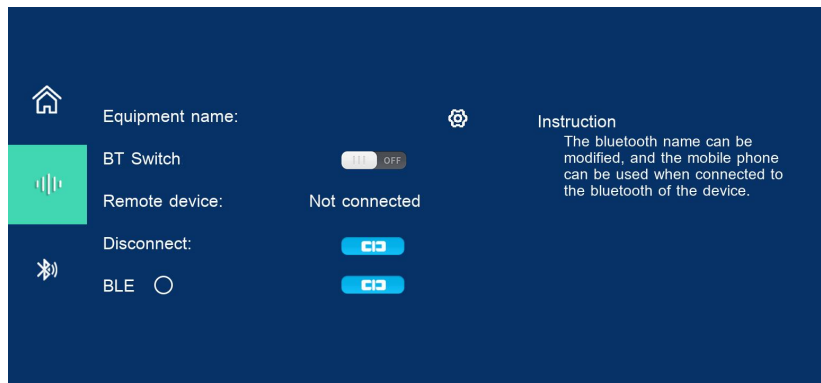 Equipment name:
Instruction
The bluetooth name can be
modified, and the mobile phone
can be used when connected to
the bluetooth of the device.
BT Switch
OFF
Remote device:
Not connected
Disconnect:
BLE